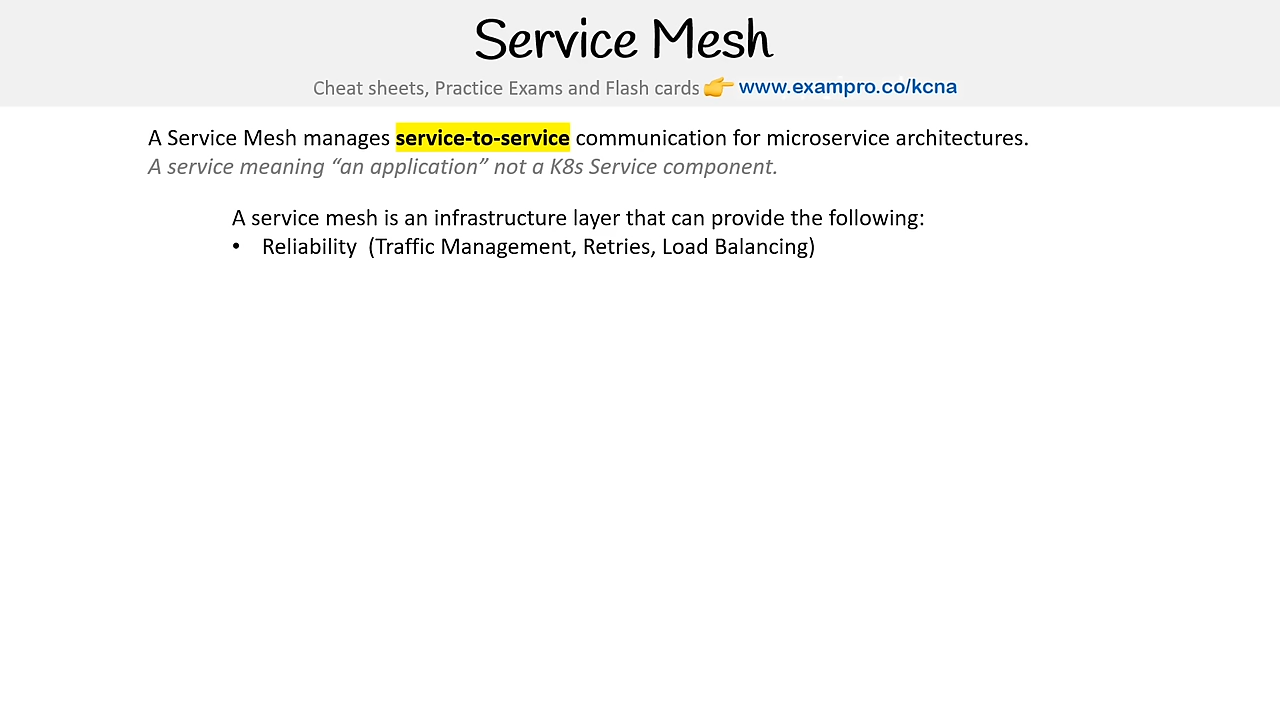 Service Mesh
Cheat sheets, Practice Exams and Flash cards 👉 www.exampro.co/kcna
A Service Mesh manages service-to-service communication for microservice architectures.
A service meaning “an application” not a K8s Service component.
A service mesh is an infrastructure layer that can provide the following:
• Reliability (Traffic Management, Retries, Load Balancing)